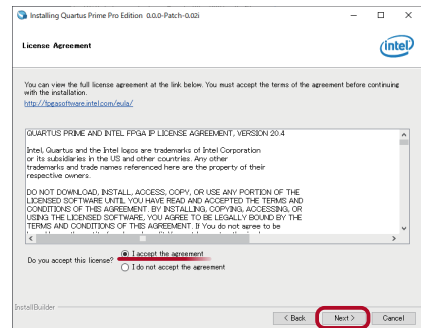 Installing Quartus Prime Pro Edition 0.0.0-Patch-0.02i
License Agreement
intel
You can view the full license agreement at the link below. You must accept the terms of the agreement before continuing
with the installation.
http://fpgasoftware.intel.com/eula/
QUARTUS PRIME AND INTEL FPGA IP LICENSE AGREEMENT, VERSION 20.4
Intel, Quartus and the Intel logos are trademarks of Intel Corporation
or its subsidiaries in the US and other countries. Any other
trademarks and trade names referenced here are the property of their
respective owners.
DO NOT DOWNLOAD, INSTALL, ACCESS, COPY, OR USE ANY PORTION OF THE
LICENSED SOFTWARE UNTIL YOU HAVE READ AND ACCEPTED THE TERMS AND
CONDITIONS OF THIS AGREEMENT. BY INSTALLING, COPYING, ACCESSING, OR
USING THE LICENSED SOFTWARE, YOU AGREE TO BE LEGALLY BOUND BY THE
TERMS AND CONDITIONS OF THIS AGREEMENT. If You do not agree to be
Do you accept this license?
I accept the agreement
I do not accept the agreement
InstallBuilder
< Back
Next >
Cancel